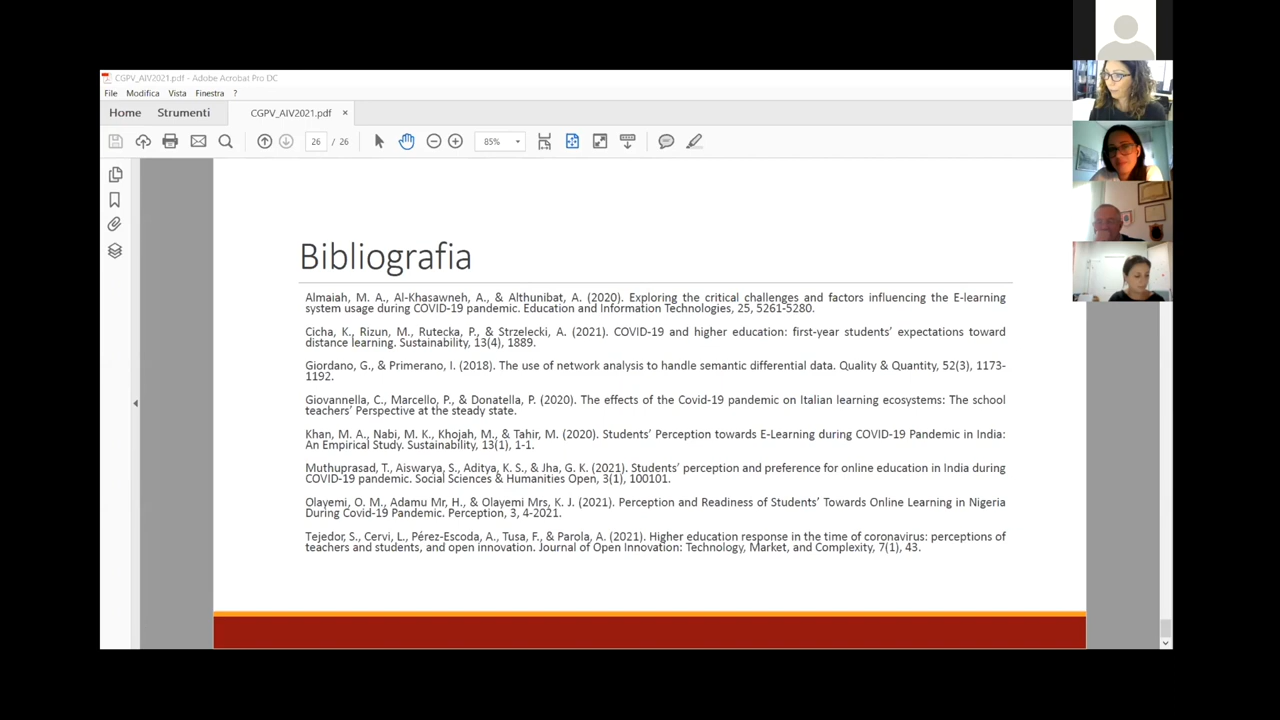 CGPV_AIV2021.pdf - Adobe Acrobat Pro DC
File Modifica Vista Finestra ?
Home Strumenti CGPV_AIV2021.pdf ×
26 / 26 85%
Bibliografia
Almaiah, M. A., Al-Khasawneh, A., & Althunibat, A. (2020). Exploring the critical challenges and factors influencing the E-learning
system usage during COVID-19 pandemic. Education and Information Technologies, 25, 5261-5280.
Cicha, K., Rizun, M., Rutecka, P., & Strzelecki, A. (2021). COVID-19 and higher education: first-year students’ expectations toward
distance learning. Sustainability, 13(4), 1889.
Giordano, G., & Primerano, I. (2018). The use of network analysis to handle semantic differential data. Quality & Quantity, 52(3), 1173-
1192.
Giovannella, C., Marcello, P., & Donatella, P. (2020). The effects of the Covid-19 pandemic on Italian learning ecosystems: The school
teachers’ Perspective at the steady state.
Khan, M. A., Nabi, M. K., Khojah, M., & Tahir, M. (2020). Students’ Perception towards E-Learning during COVID-19 Pandemic in India:
An Empirical Study. Sustainability, 13(1), 1-1.
Muthuprasad, T., Aiswarya, S., Aditya, K. S., & Jha, G. K. (2021). Students’ perception and preference for online education in India during
COVID-19 pandemic. Social Sciences & Humanities Open, 3(1), 100101.
Olayemi, O. M., Adamu Mr, H., & Olayemi Mrs, K. J. (2021). Perception and Readiness of Students’ Towards Online Learning in Nigeria
During Covid-19 Pandemic. Perception, 3, 4-2021.
Tejedor, S., Cervi, L., Pérez-Escoda, A., Tusa, F., & Parola, A. (2021). Higher education response in the time of coronavirus: perceptions of
teachers and students, and open innovation. Journal of Open Innovation: Technology, Market, and Complexity, 7(1), 43.